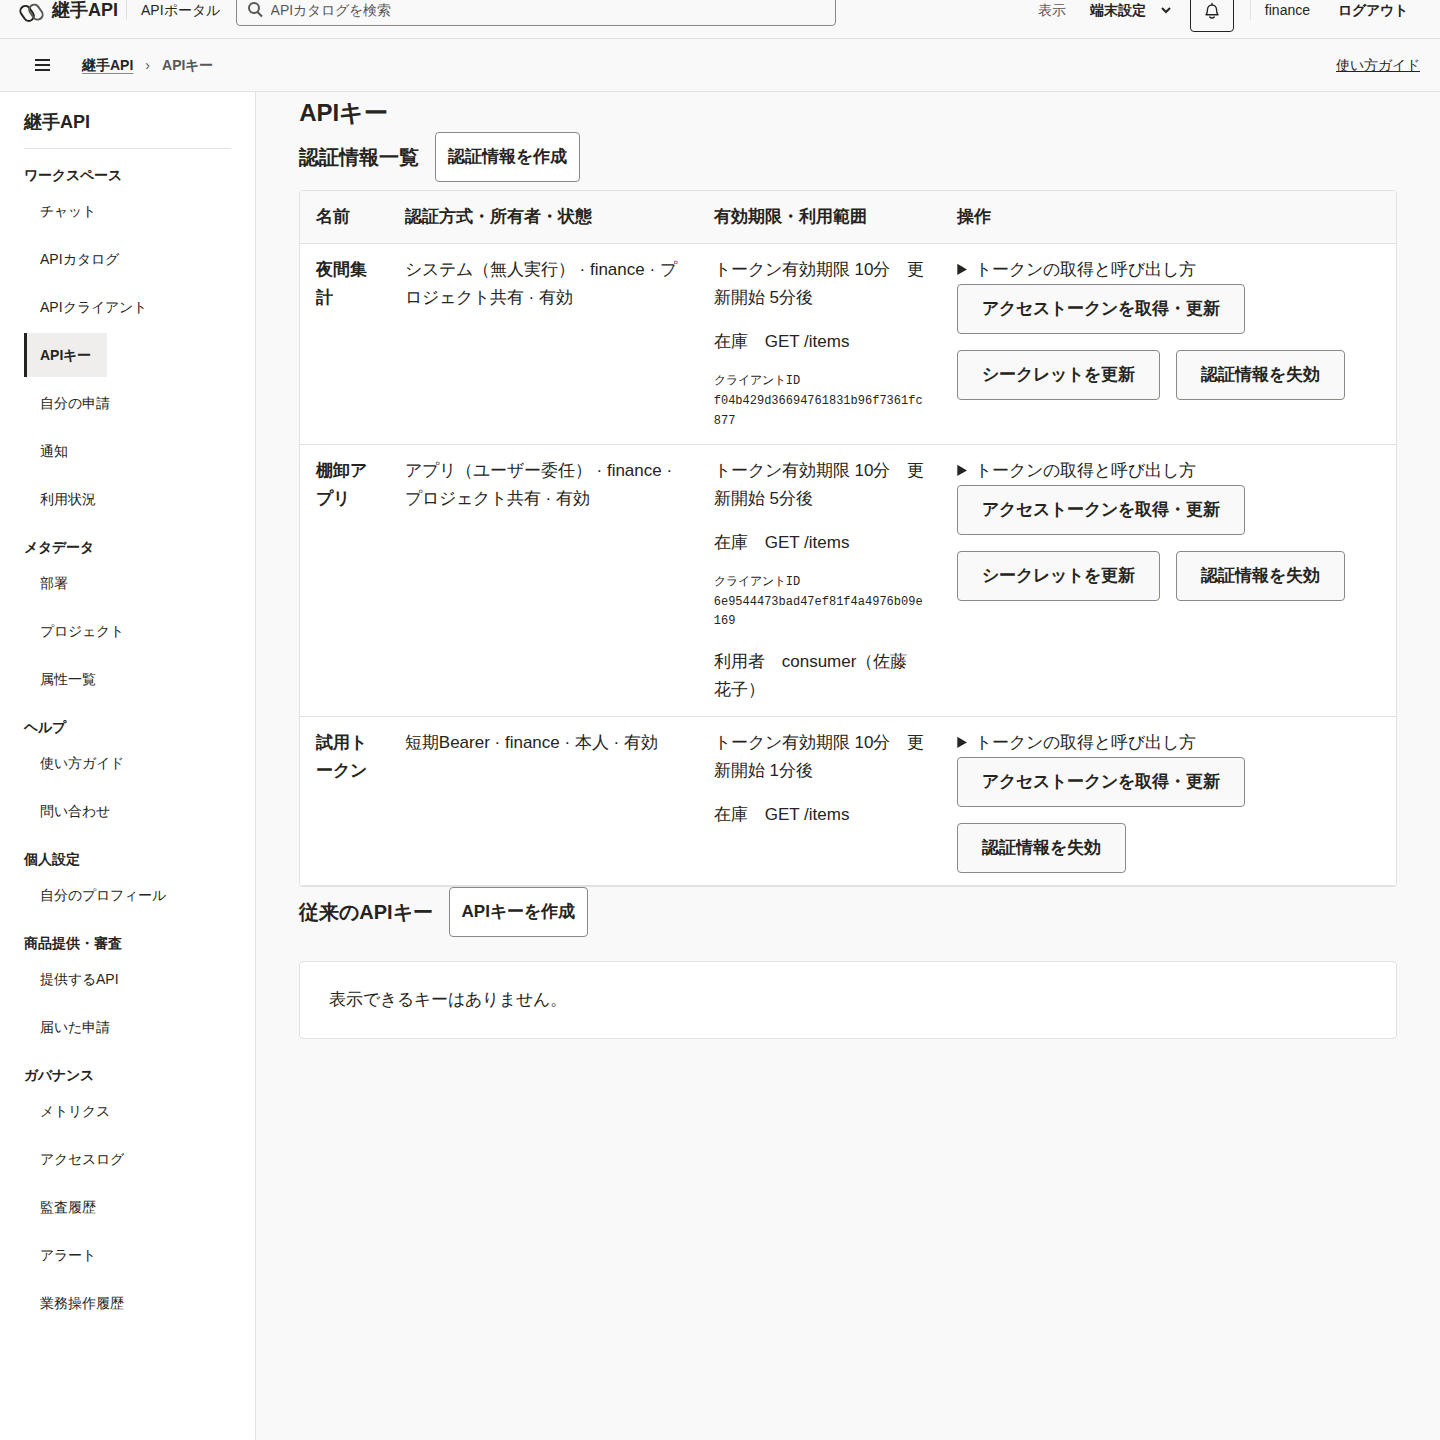 継手API
APIポータル
APIカタログを検索
表示
端末設定
finance
ログアウト
継手API › APIキー
使い方ガイド
継手API
ワークスペース
チャット
APIカタログ
APIクライアント
APIキー
自分の申請
通知
利用状況
メタデータ
部署
プロジェクト
属性一覧
ヘルプ
使い方ガイド
問い合わせ
個人設定
自分のプロフィール
商品提供・審査
提供するAPI
届いた申請
ガバナンス
メトリクス
アクセスログ
監査履歴
アラート
業務操作履歴
APIキー
認証情報一覧
認証情報を作成
名前
認証方式・所有者・状態
有効期限・利用範囲
操作
夜間集
計
システム（無人実行） · finance · プ
ロジェクト共有 · 有効
トークン有効期限 10分　更
新開始 5分後
在庫　GET /items
クライアントID
f04b429d36694761831b96f7361fc
877
▶ トークンの取得と呼び出し方
アクセストークンを取得・更新
シークレットを更新
認証情報を失効
棚卸ア
プリ
アプリ（ユーザー委任） · finance ·
プロジェクト共有 · 有効
トークン有効期限 10分　更
新開始 5分後
在庫　GET /items
クライアントID
6e9544473bad47ef81f4a4976b09e
169
利用者　consumer（佐藤
花子）
▶ トークンの取得と呼び出し方
アクセストークンを取得・更新
シークレットを更新
認証情報を失効
試用ト
ークン
短期Bearer · finance · 本人 · 有効
トークン有効期限 10分　更
新開始 1分後
在庫　GET /items
▶ トークンの取得と呼び出し方
アクセストークンを取得・更新
認証情報を失効
従来のAPIキー
APIキーを作成
表示できるキーはありません。